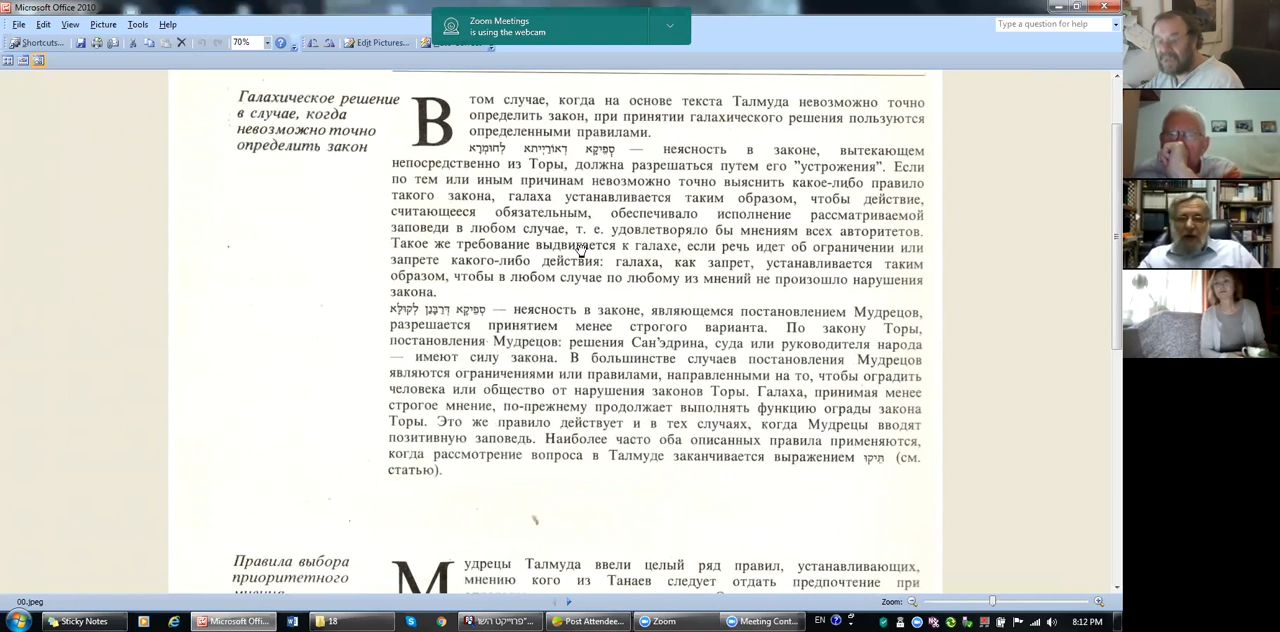 Microsoft Office 2010
Zoom Meetings
is using the webcam
File Edit View Picture Tools Help
Type a question for help
Shortcuts...
70%
Edit Pictures...
Галахическое решение
в случае, когда
невозможно точно
определить закон
В том случае, когда на основе текста Талмуда невозможно точно
определить закон, при принятии галахического решения пользуются
определенными правилами.
סְפֵיקָא דְאוֹרַיְיתא לְחוּמְרָא — неясность в законе, вытекающем
непосредственно из Торы, должна разрешаться путем его "устрожения". Если
по тем или иным причинам невозможно точно выяснить какое-либо правило
такого закона, галаха устанавливается таким образом, чтобы действие,
считающееся обязательным, обеспечивало исполнение рассматриваемой
заповеди в любом случае, т. е. удовлетворяло бы мнениям всех авторитетов.
Такое же требование выдвигается к галахе, если речь идет об ограничении или
запрете какого-либо действия: галаха, как запрет, устанавливается таким
образом, чтобы в любом случае по любому из мнений не произошло нарушения
закона.
סְפֵיקָא דְרַבָּנַן לְקוּלָא — неясность в законе, являющемся постановлением Мудрецов,
разрешается принятием менее строгого варианта. По закону Торы,
постановления Мудрецов: решения Сан'эдрина, суда или руководителя народа
— имеют силу закона. В большинстве случаев постановления Мудрецов
являются ограничениями или правилами, направленными на то, чтобы оградить
человека или общество от нарушения законов Торы. Галаха, принимая менее
строгое мнение, по-прежнему продолжает выполнять функцию ограды закона
Торы. Это же правило действует и в тех случаях, когда Мудрецы вводят
позитивную заповедь. Наиболее часто оба описанных правила применяются,
когда рассмотрение вопроса в Талмуде заканчивается выражением תֵּיקוּ (см.
статью).
Правила выбора
приоритетного
мнения
Мудрецы Талмуда ввели целый ряд правил, устанавливающих,
мнению кого из Танаев следует отдать предпочтение при
00.jpeg
Zoom:
Sticky Notes
Microsoft Offic...
18
Post Attendee...
Zoom
Meeting Cont...
EN
8:12 PM